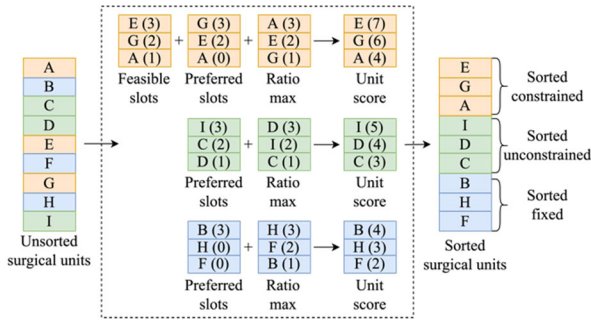 A
B
C
D
E
F
G
H
I
Unsorted
surgical units
E (3)
G (2)
A (1)
Feasible
slots
+
G (3)
E (2)
A (0)
Preferred
slots
+
A (3)
E (2)
G (1)
Ratio
max
E (7)
G (6)
A (4)
Unit
score
I (3)
C (2)
D (1)
Preferred
slots
+
D (3)
I (2)
C (1)
Ratio
max
I (5)
D (4)
C (3)
Unit
score
B (3)
H (0)
F (0)
Preferred
slots
+
H (3)
F (2)
B (1)
Ratio
max
B (4)
H (3)
F (2)
Unit
score
E
G
A
I
D
C
B
H
F
Sorted
surgical units
Sorted
constrained
Sorted
unconstrained
Sorted
fixed